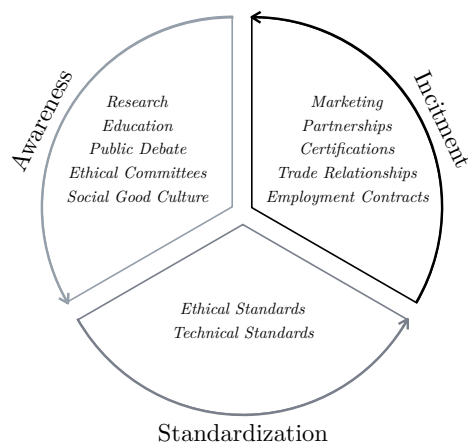 Awareness
Research
Education
Public Debate
Ethical Committees
Social Good Culture
Incitment
Marketing
Partnerships
Certifications
Trade Relationships
Employment Contracts
Ethical Standards
Technical Standards
Standardization